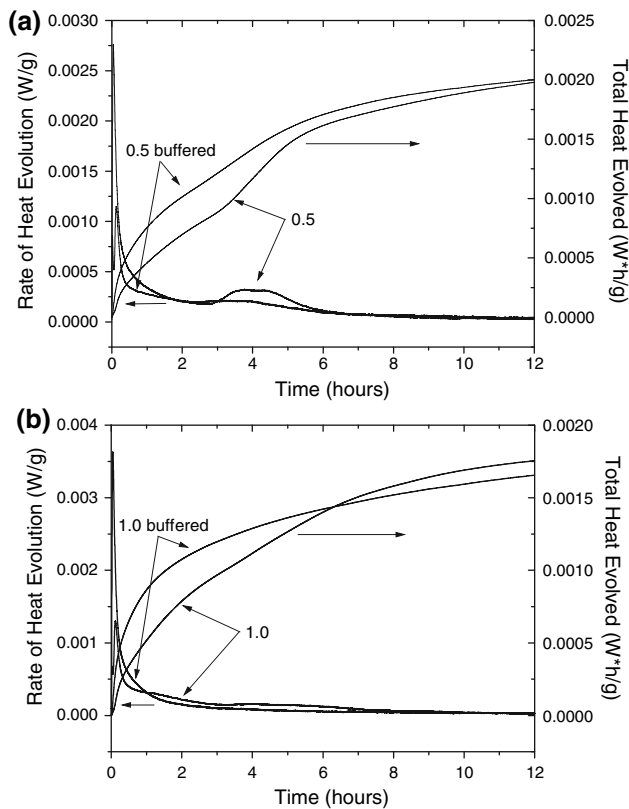 (a)
Rate of Heat Evolution (W/g)
0.0030
0.0025
0.0020
0.0015
0.0010
0.0005
0.0000
0.5 buffered
0.5
0.0025
0.0020
0.0015
0.0010
0.0005
0.0000
Total Heat Evolved (W*h/g)
0 2 4 6 8 10 12
Time (hours)
(b)
Rate of Heat Evolution (W/g)
0.004
0.003
0.002
0.001
0.000
1.0 buffered
1.0
0.0020
0.0015
0.0010
0.0005
0.0000
Total Heat Evolved (W*h/g)
0 2 4 6 8 10 12
Time (hours)